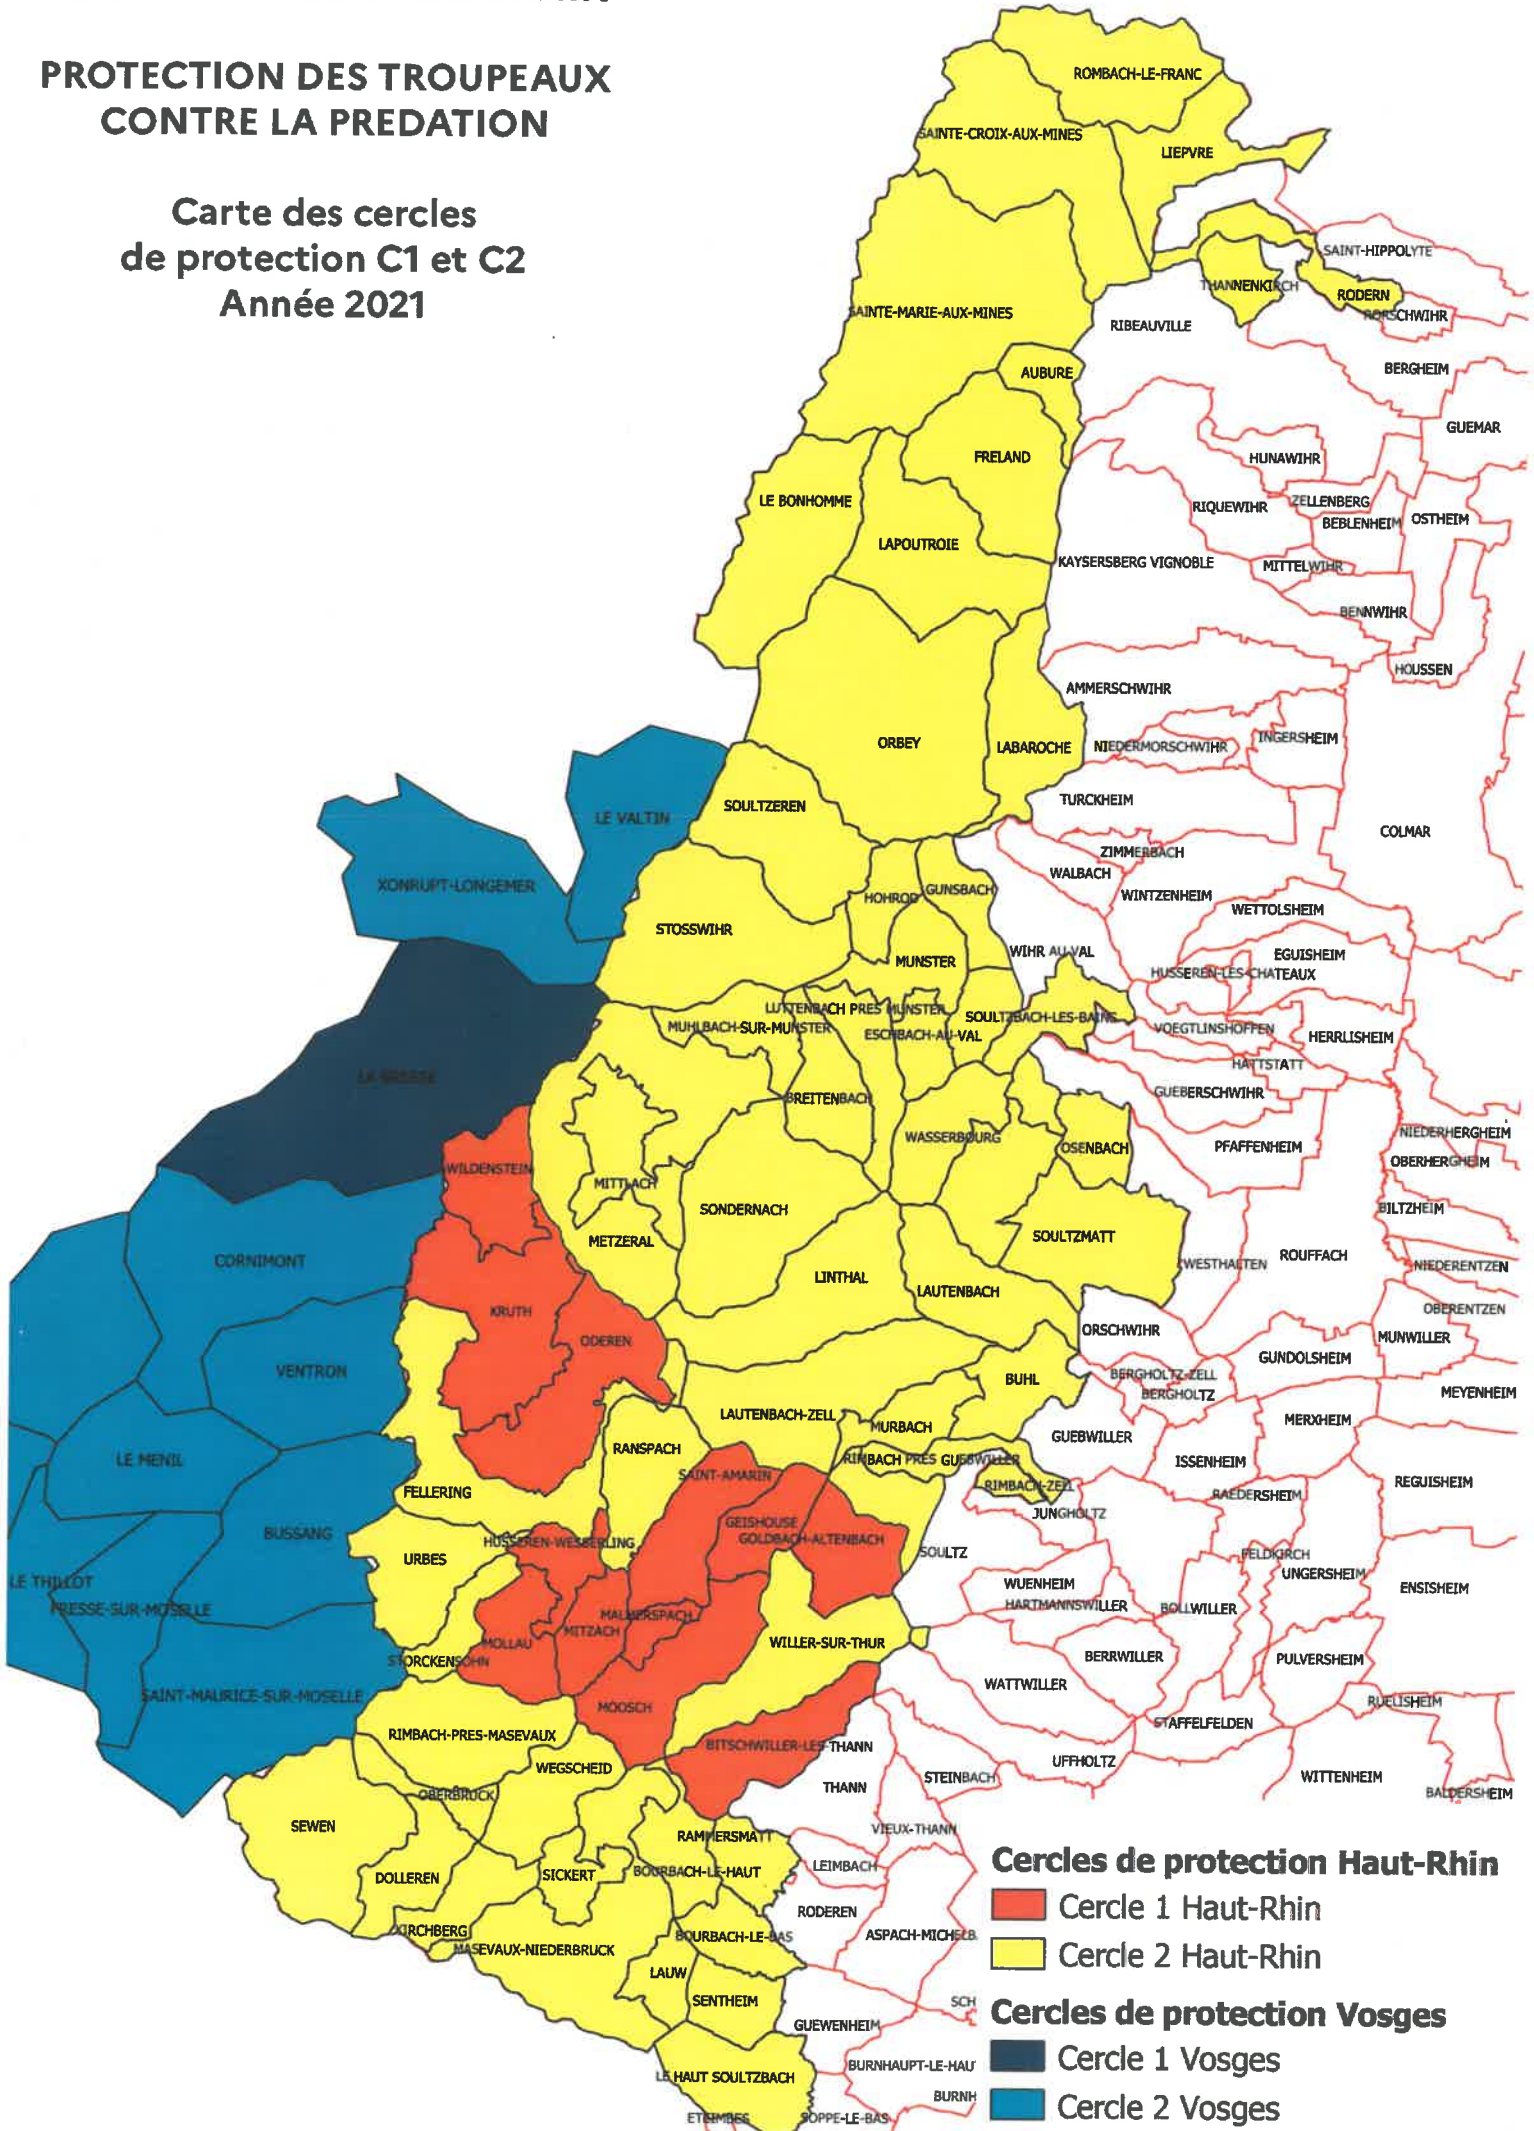 PROTECTION DES TROUPEAUX
CONTRE LA PREDATION
Carte des cercles
de protection C1 et C2
Année 2021
ROMBACH-LE-FRANC
SAINTE-CROIX-AUX-MINES
LIEPVRE
SAINT-HIPPOLYTE
THANNENKIRCH
RODERN
RORSCHWIHR
SAINTE-MARIE-AUX-MINES
RIBEAUVILLE
BERGHEIM
AUBURE
GUEMAR
FRELAND
HUNAWIHR
LE BONHOMME
ZELLENBERG
RIQUEWIHR
BEBLENHEIM
OSTHEIM
LAPOUTROIE
KAYSERSBERG VIGNOBLE
MITTELWIHR
BENNWIHR
HOUSSEN
AMMERSCHWIHR
ORBEY
LABAROCHE
NIEDERMORSCHWIHR
INGERSHEIM
SOULTZEREN
TURCKHEIM
LE VALTIN
COLMAR
ZIMMERBACH
WALBACH
XONRUPT-LONGEMER
HOHROD
GUNSBACH
WINTZENHEIM
WETTOLSHEIM
STOSSWIHR
WIHR AU VAL
EGUISHEIM
MUNSTER
HUSSEREN-LES-CHATEAUX
LUTTENBACH PRES MUNSTER
SOULTZBACH-LES-BAINS
MUHLBACH-SUR-MUNSTER
ESCHBACH-AU-VAL
VOEGTLINSHOFFEN
HERRLISHEIM
HATTSTATT
LA BRESSE
BREITENBACH
GUEBERSCHWIHR
WASSERBOURG
OSENBACH
PFAFFENHEIM
NIEDERHERGHEIM
OBERHERGHEIM
WILDENSTEIN
MITTLACH
SONDERNACH
BILTZHEIM
METZERAL
SOULTZMATT
CORNIMONT
WESTHALTEN
ROUFFACH
NIEDERENTZEN
LINTHAL
LAUTENBACH
OBERENTZEN
KRUTH
ODEREN
ORSCHWIHR
MUNWILLER
GUNDOLSHEIM
VENTRON
BUHL
BERGHOLTZ-ZELL
BERGHOLTZ
MEYENHEIM
LAUTENBACH-ZELL
MURBACH
MERXHEIM
GUEBWILLER
RANSPACH
LE MENIL
RIMBACH PRES GUEBWILLER
ISSENHEIM
SAINT-AMARIN
RIMBACH-ZELL
REGUISHEIM
FELLERING
RAEDERSHEIM
JUNGHOLTZ
GEISHOUSE
GOLDBACH-ALTENBACH
BUSSANG
HUSSEREN-WESSERLING
SOULTZ
FELDKIRCH
URBES
UNGERSHEIM
LE THILLOT
WUENHEIM
ENSISHEIM
HARTMANNSWILLER
BOLLWILLER
FRESSE-SUR-MOSELLE
MALMERSPACH
MITZACH
MOLLAU
WILLER-SUR-THUR
BERRWILLER
PULVERSHEIM
STORCKENSOHN
WATTWILLER
SAINT-MAURICE-SUR-MOSELLE
RUELISHEIM
MOOSCH
STAFFELFELDEN
RIMBACH-PRES-MASEVAUX
BITSCHWILLER-LES-THANN
UFFHOLTZ
WEGSCHEID
STEINBACH
WITTENHEIM
THANN
OBERBRUCK
BALDERSHEIM
SEWEN
VIEUX-THANN
RAMMERSMATT
LEIMBACH
BOURBACH-LE-HAUT
SICKERT
DOLLEREN
RODEREN
KIRCHBERG
ASPACH-MICHELB
BOURBACH-LE-BAS
MASEVAUX-NIEDERBRUCK
LAUW
SENTHEIM
SCH
GUEWENHEIM
BURNHAUPT-LE-HAU
LE HAUT SOULTZBACH
BURNH
ETEIMBES
SOPPE-LE-BAS
Cercles de protection Haut-Rhin
Cercle 1 Haut-Rhin
Cercle 2 Haut-Rhin
Cercles de protection Vosges
Cercle 1 Vosges
Cercle 2 Vosges